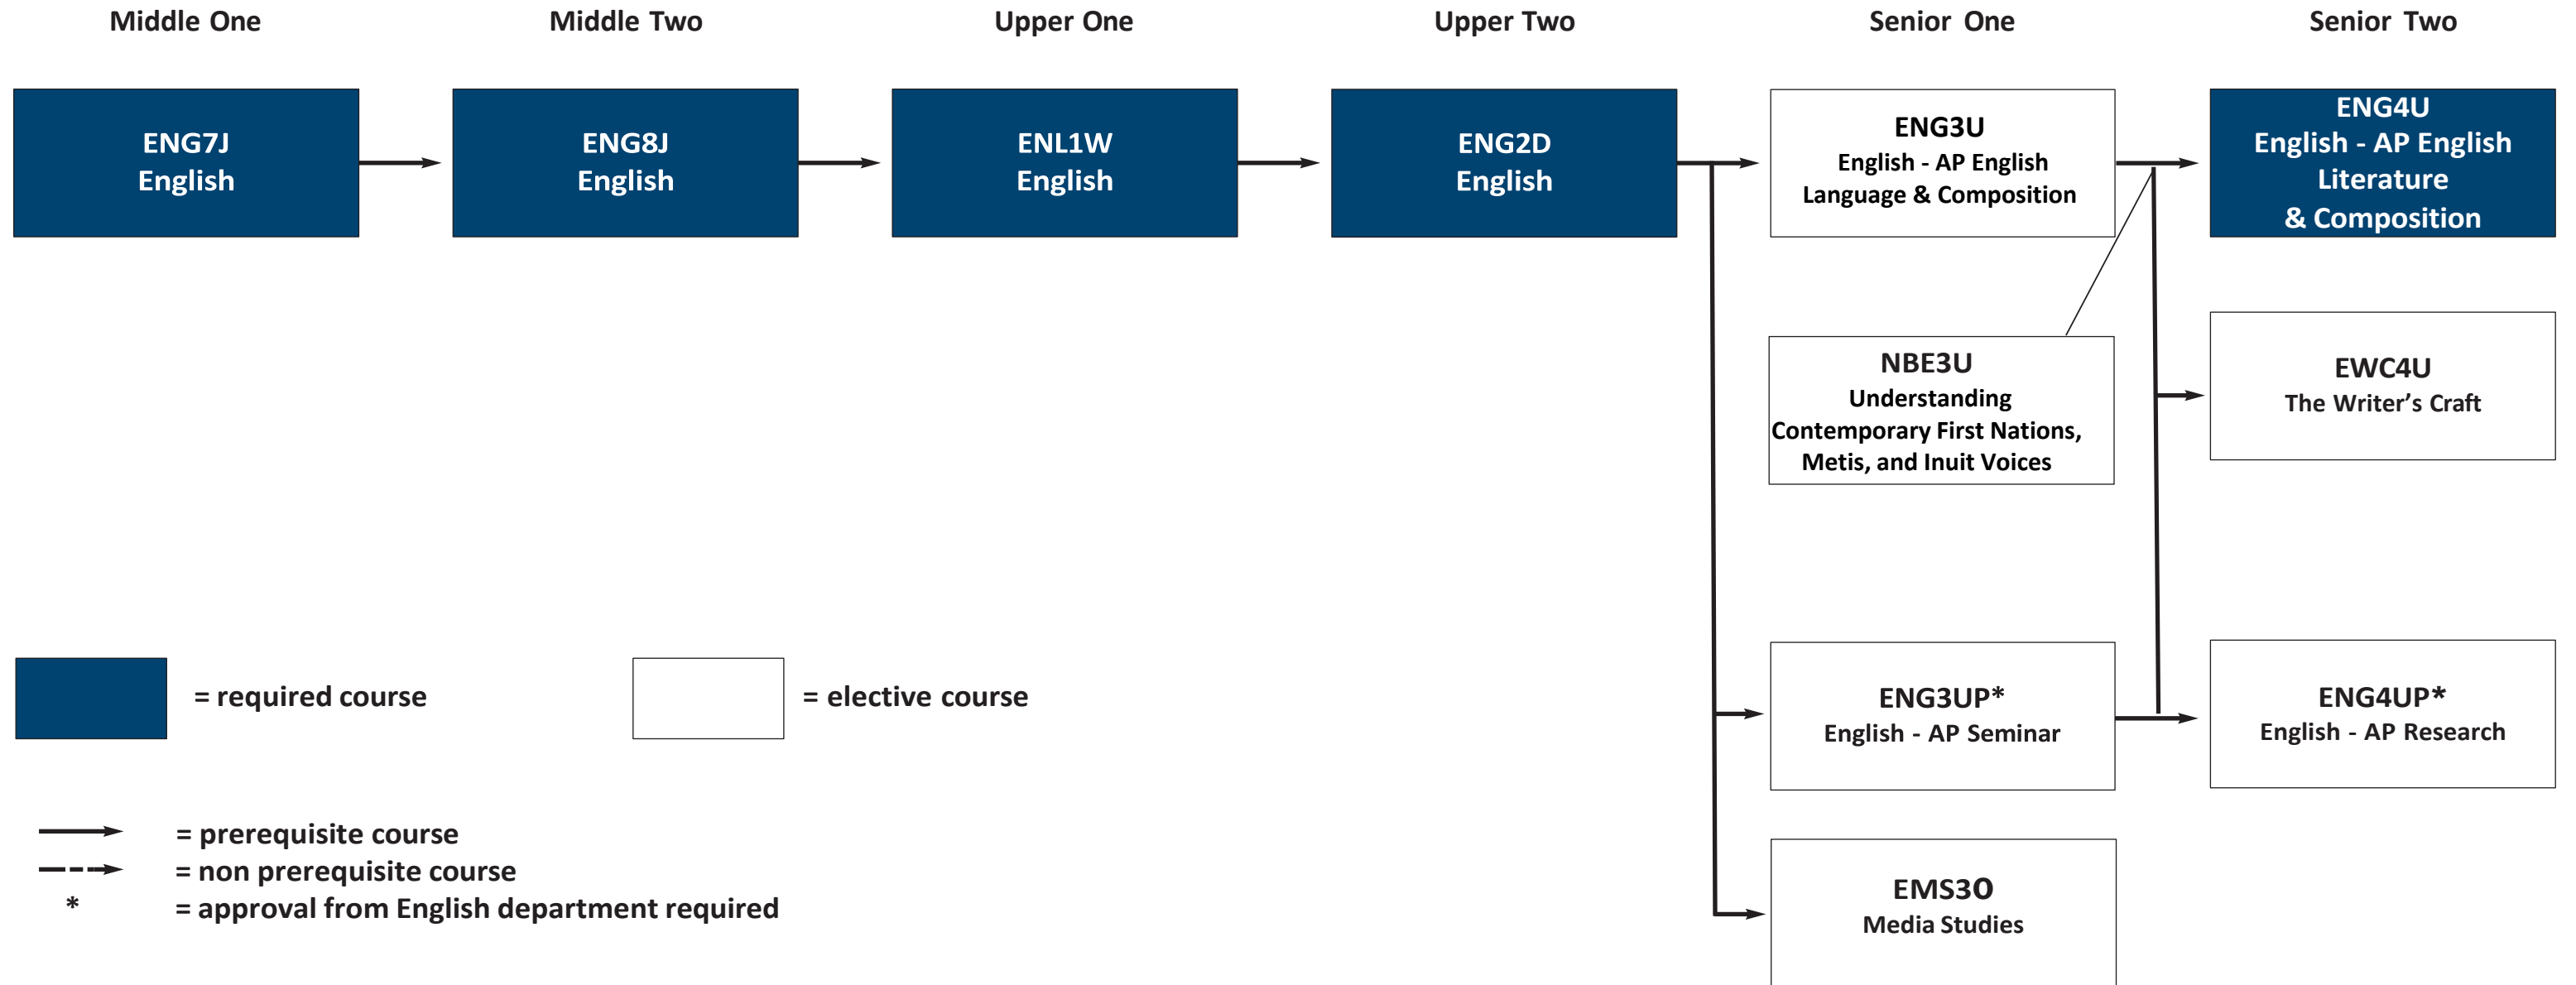 Middle One
Middle Two
Upper One
Upper Two
Senior One
Senior Two
ENG7J
English
ENG8J
English
ENL1W
English
ENG2D
English
ENG3U
English - AP English
Language & Composition
ENG4U
English - AP English
Literature
& Composition
NBE3U
Understanding
Contemporary First Nations,
Metis, and Inuit Voices
EWC4U
The Writer’s Craft
ENG3UP*
English - AP Seminar
ENG4UP*
English - AP Research
EMS3O
Media Studies
= required course
= elective course
= prerequisite course
= non prerequisite course
* = approval from English department required